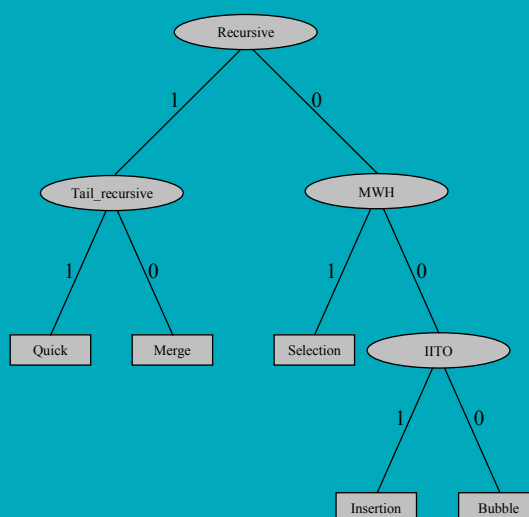 Recursive
1 0
Tail_recursive MWH
1 0 1 0
Quick Merge Selection IITO
1 0
Insertion Bubble